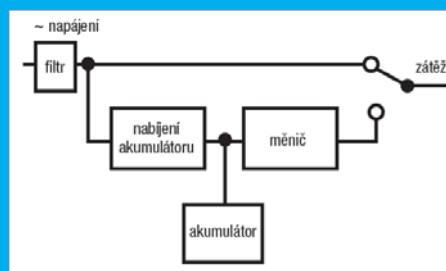 ~ napájení
filtr
zátěž
nabíjení
akumulátoru
měnič
akumulátor